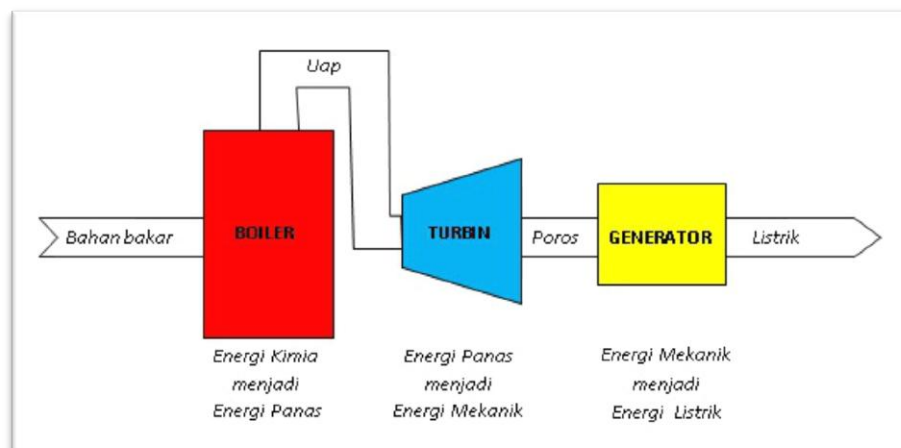 Uap
Bahan bakar
BOILER
TURBIN
Poros
GENERATOR
Listrik
Energi Kimia
menjadi
Energi Panas
Energi Panas
menjadi
Energi Mekanik
Energi Mekanik
menjadi
Energi Listrik